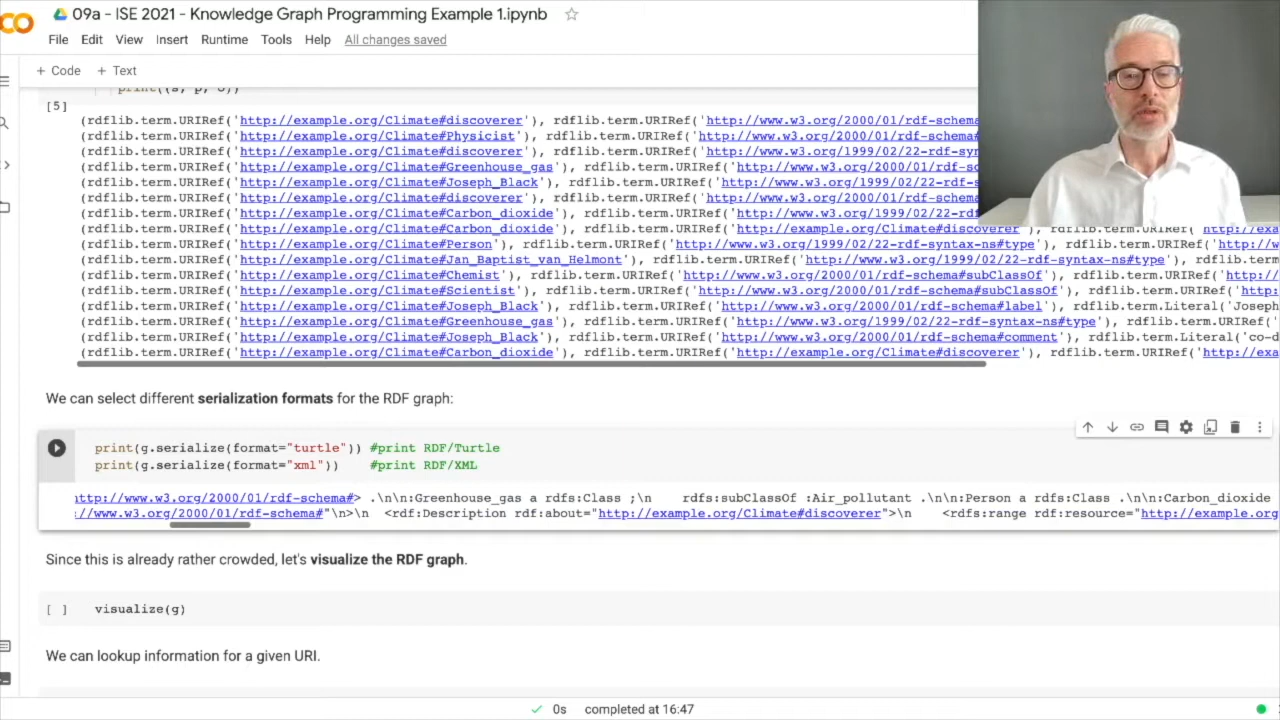 CO 09a - ISE 2021 - Knowledge Graph Programming Example 1.ipynb
File Edit View Insert Runtime Tools Help All changes saved
+ Code + Text
print((s, p, o))
[5]
(rdflib.term.URIRef('http://example.org/Climate#discoverer'), rdflib.term.URIRef('http://www.w3.org/2000/01/rdf-schema#
(rdflib.term.URIRef('http://example.org/Climate#Physicist'), rdflib.term.URIRef('http://www.w3.org/2000/01/rdf-schema#
(rdflib.term.URIRef('http://example.org/Climate#discoverer'), rdflib.term.URIRef('http://www.w3.org/1999/02/22-rdf-syn
(rdflib.term.URIRef('http://example.org/Climate#Greenhouse_gas'), rdflib.term.URIRef('http://www.w3.org/2000/01/rdf-sc
(rdflib.term.URIRef('http://example.org/Climate#Joseph_Black'), rdflib.term.URIRef('http://www.w3.org/1999/02/22-rdf-s
(rdflib.term.URIRef('http://example.org/Climate#discoverer'), rdflib.term.URIRef('http://www.w3.org/2000/01/rdf-schema
(rdflib.term.URIRef('http://example.org/Climate#Carbon_dioxide'), rdflib.term.URIRef('http://www.w3.org/1999/02/22-rdf
(rdflib.term.URIRef('http://example.org/Climate#Carbon_dioxide'), rdflib.term.URIRef('http://example.org/Climate#discoverer'), rdflib.term.URIRef('http://exa
(rdflib.term.URIRef('http://example.org/Climate#Person'), rdflib.term.URIRef('http://www.w3.org/1999/02/22-rdf-syntax-ns#type'), rdflib.term.URIRef('http://w
(rdflib.term.URIRef('http://example.org/Climate#Jan_Baptist_van_Helmont'), rdflib.term.URIRef('http://www.w3.org/1999/02/22-rdf-syntax-ns#type'), rdflib.term
(rdflib.term.URIRef('http://example.org/Climate#Chemist'), rdflib.term.URIRef('http://www.w3.org/2000/01/rdf-schema#subClassOf'), rdflib.term.URIRef('http://
(rdflib.term.URIRef('http://example.org/Climate#Scientist'), rdflib.term.URIRef('http://www.w3.org/2000/01/rdf-schema#subClassOf'), rdflib.term.URIRef('http:
(rdflib.term.URIRef('http://example.org/Climate#Joseph_Black'), rdflib.term.URIRef('http://www.w3.org/2000/01/rdf-schema#label'), rdflib.term.Literal('Joseph
(rdflib.term.URIRef('http://example.org/Climate#Greenhouse_gas'), rdflib.term.URIRef('http://www.w3.org/1999/02/22-rdf-syntax-ns#type'), rdflib.term.URIRef('
(rdflib.term.URIRef('http://example.org/Climate#Joseph_Black'), rdflib.term.URIRef('http://www.w3.org/2000/01/rdf-schema#comment'), rdflib.term.Literal('co-d
(rdflib.term.URIRef('http://example.org/Climate#Carbon_dioxide'), rdflib.term.URIRef('http://example.org/Climate#discoverer'), rdflib.term.URIRef('http://exa
We can select different serialization formats for the RDF graph:
print(g.serialize(format="turtle")) #print RDF/Turtle
print(g.serialize(format="xml")) #print RDF/XML
http://www.w3.org/2000/01/rdf-schema#> .\n\n:Greenhouse_gas a rdfs:Class ;\n rdfs:subClassOf :Air_pollutant .\n\n:Person a rdfs:Class .\n\n:Carbon_dioxide
://www.w3.org/2000/01/rdf-schema#"\n>\n <rdf:Description rdf:about="http://example.org/Climate#discoverer">\n <rdfs:range rdf:resource="http://example.org
Since this is already rather crowded, let's visualize the RDF graph.
[ ] visualize(g)
We can lookup information for a given URI.
0s completed at 16:47